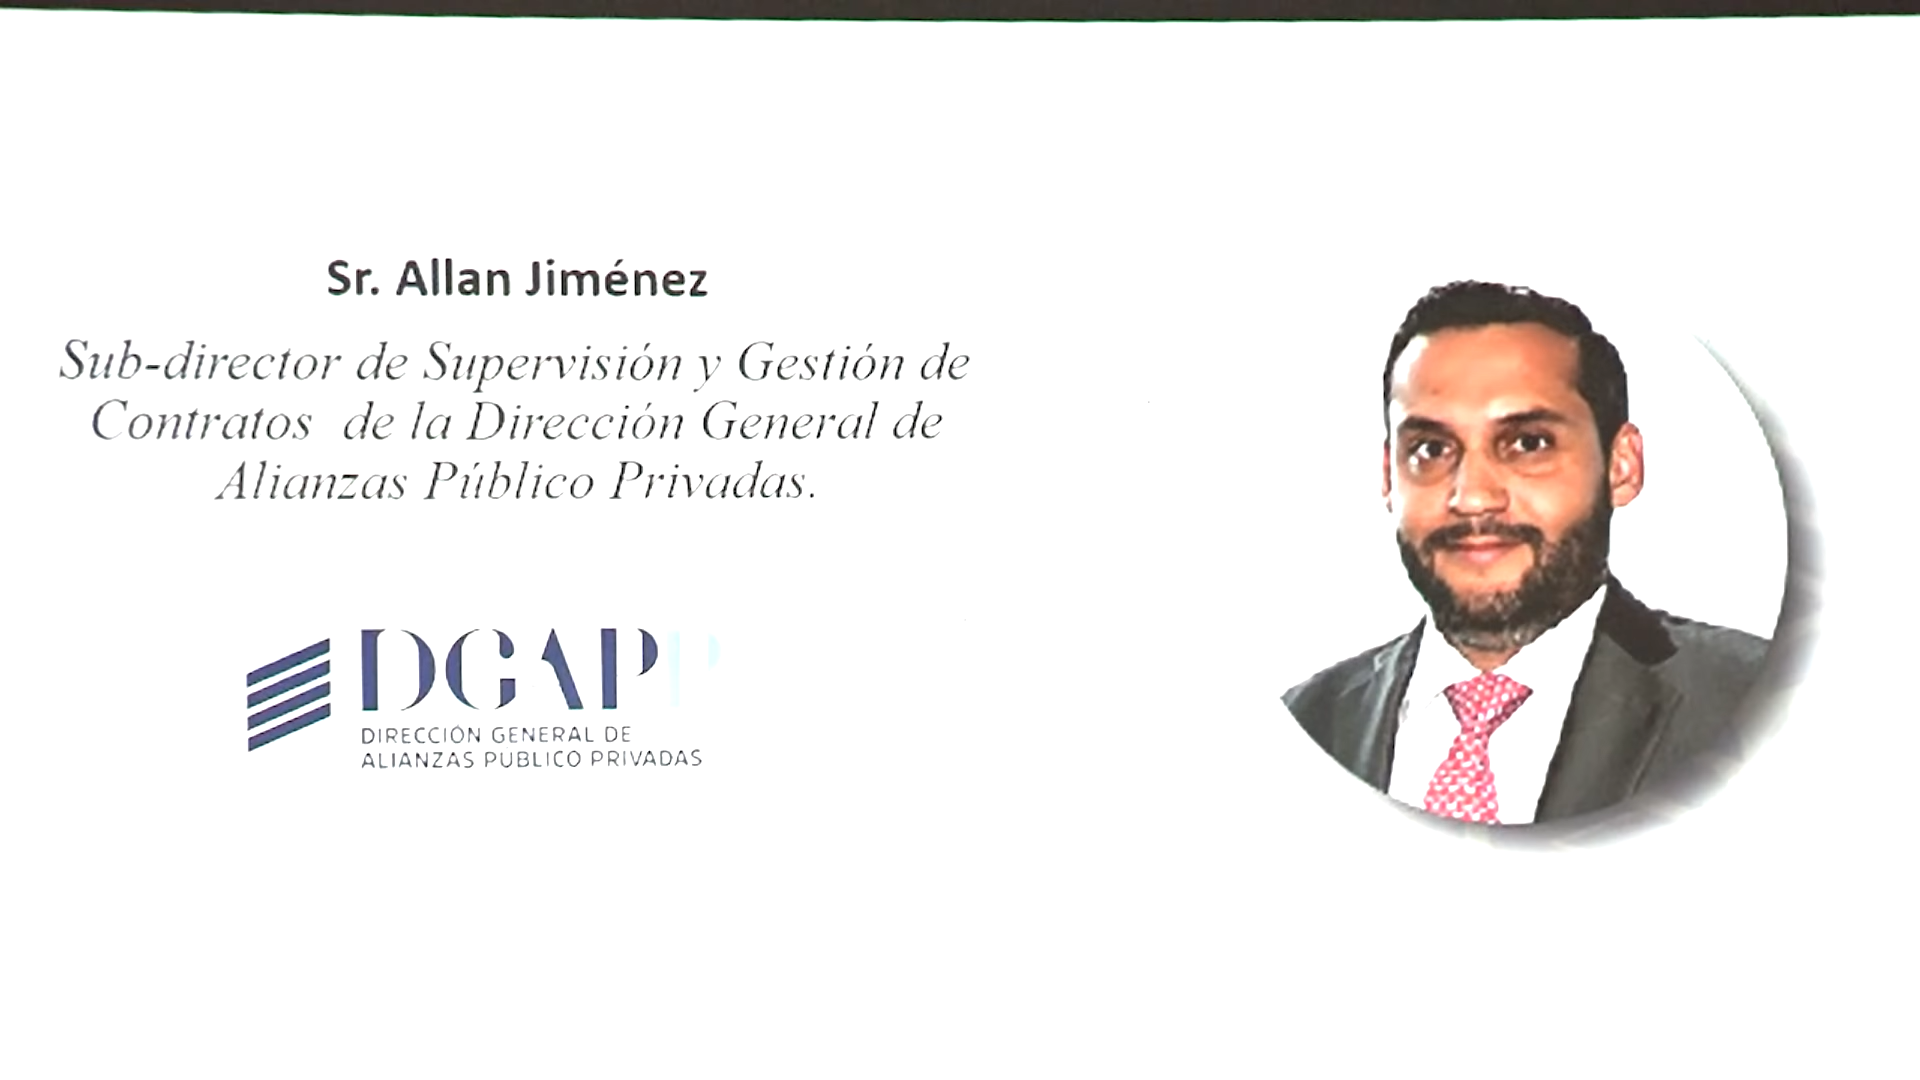 Sr. Allan Jiménez
Sub-director de Supervisión y Gestión de
Contratos de la Dirección General de
Alianzas Público Privadas.
DGAPP
DIRECCIÓN GENERAL DE
ALIANZAS PÚBLICO PRIVADAS